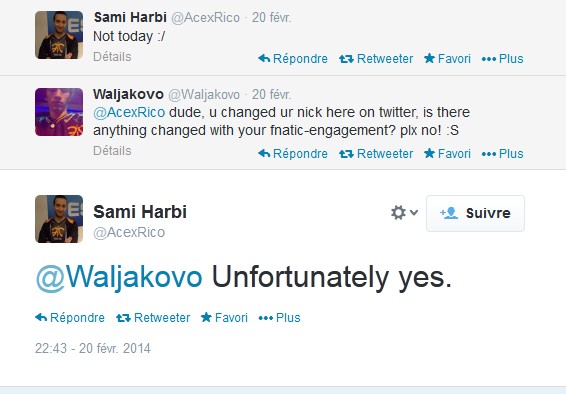 Sami Harbi @AcexRico · 20 févr.
Not today :/
Détails
Répondre Retweeter Favori Plus
Waljakovo @Waljakovo · 20 févr.
@AcexRico dude, u changed ur nick here on twitter, is there
anything changed with your fnatic-engagement? plx no! :S
Détails
Répondre Retweeter Favori Plus
Sami Harbi
@AcexRico
Suivre
@Waljakovo Unfortunately yes.
Répondre Retweeter Favori Plus
22:43 - 20 févr. 2014